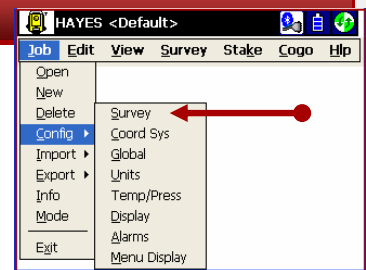 HAYES <Default>
Job Edit View Survey Stake Cogo Hlp
Open
New
Delete
Config
Import
Export
Info
Mode
Exit
Survey
Coord Sys
Global
Units
Temp/Press
Display
Alarms
Menu Display